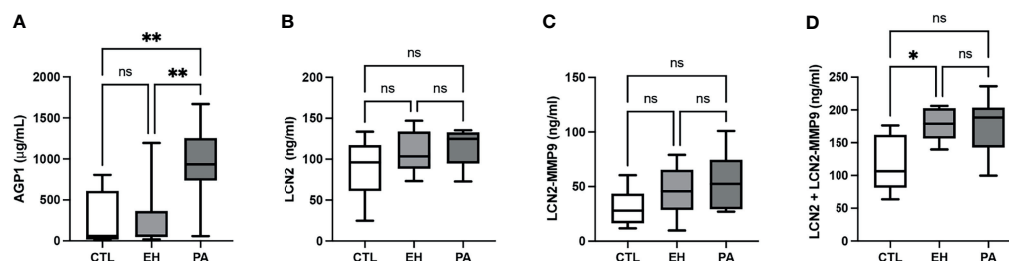 A
**
ns
**
AGP1 (µg/mL)
2000
1500
1000
500
0
CTL
EH
PA
B
ns
ns
ns
LCN2 (ng/ml)
200
150
100
50
0
CTL
EH
PA
C
ns
ns
ns
LCN2-MMP9 (ng/ml)
150
100
50
0
CTL
EH
PA
D
ns
*
ns
LCN2 + LCN2-MMP9 (ng/ml)
250
200
150
100
50
0
CTL
EH
PA